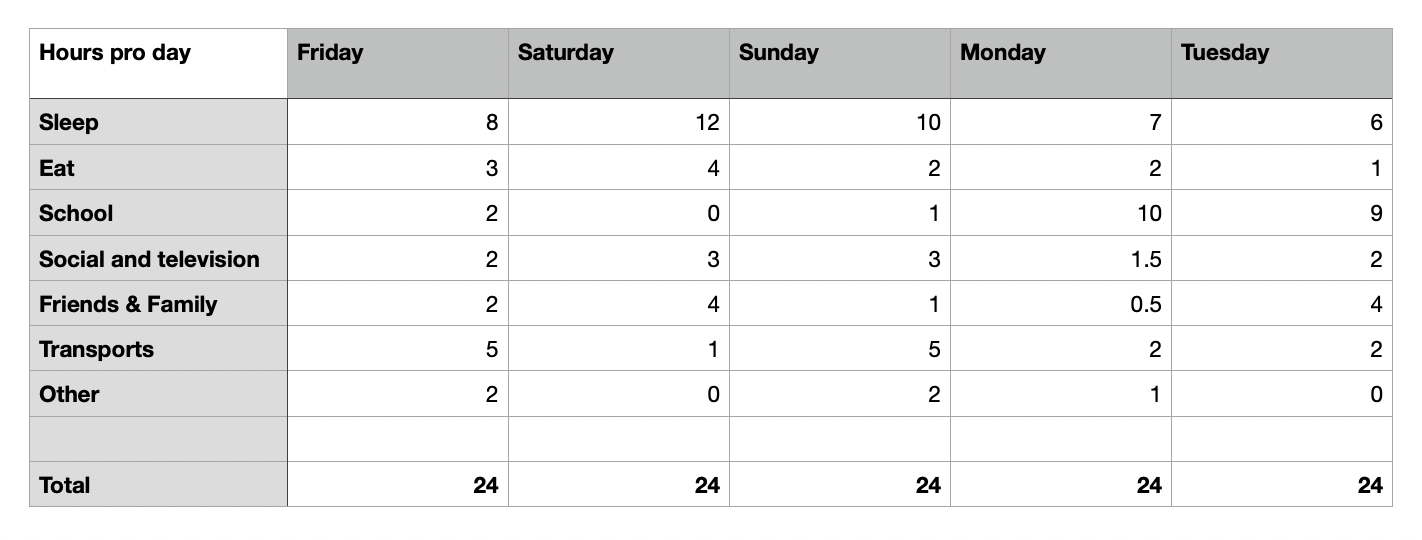 Hours pro day Friday Saturday Sunday Monday Tuesday
Sleep 8 12 10 7 6
Eat 3 4 2 2 1
School 2 0 1 10 9
Social and television 2 3 3 1.5 2
Friends & Family 2 4 1 0.5 4
Transports 5 1 5 2 2
Other 2 0 2 1 0
Total 24 24 24 24 24